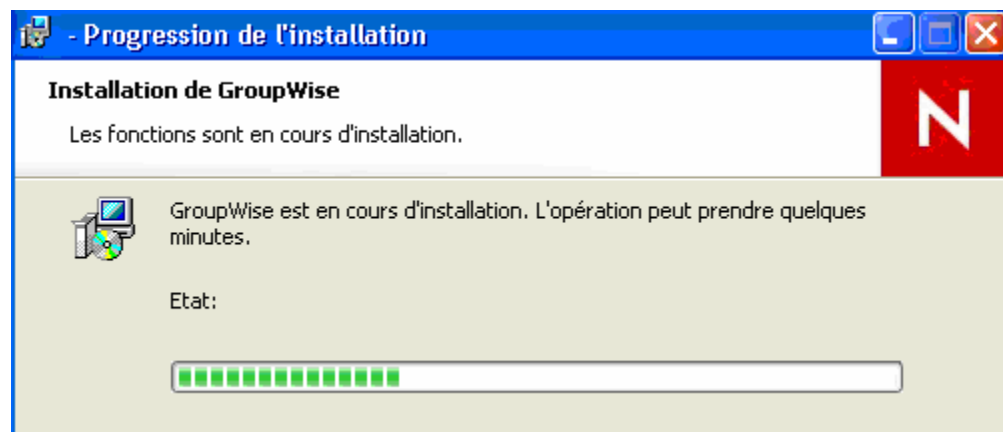 - Progression de l'installation
Installation de GroupWise
Les fonctions sont en cours d'installation.
N
GroupWise est en cours d'installation. L'opération peut prendre quelques
minutes.
Etat: